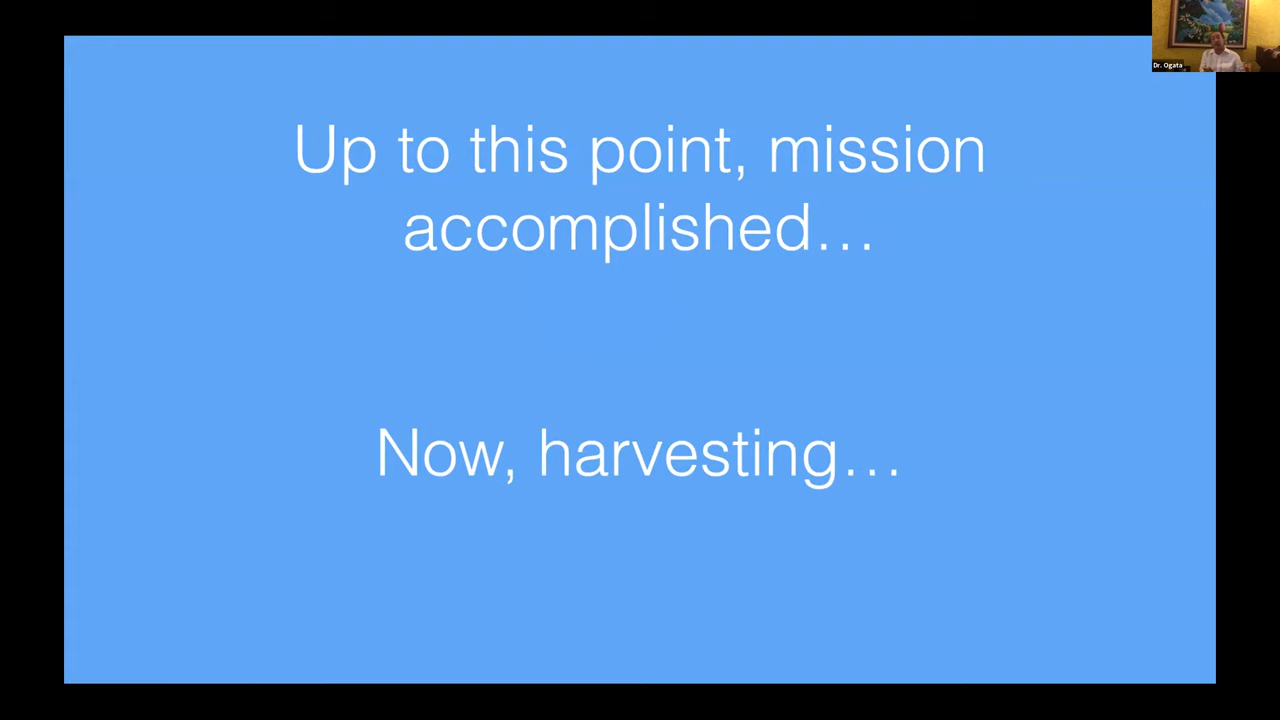 Dr. Ogata
Up to this point, mission
accomplished…
Now, harvesting…